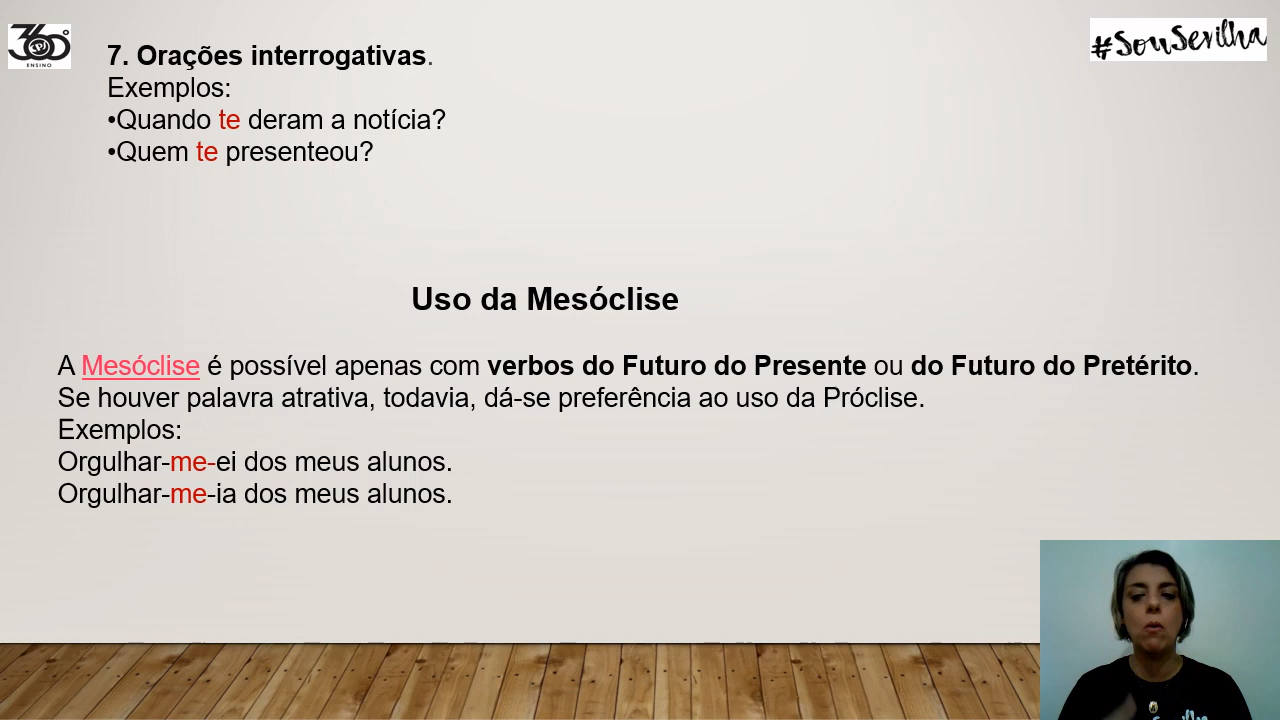 360°
ENSINO
#SouSevilha
7. Orações interrogativas.
Exemplos:
•Quando te deram a notícia?
•Quem te presenteou?
Uso da Mesóclise
A Mesóclise é possível apenas com verbos do Futuro do Presente ou do Futuro do Pretérito.
Se houver palavra atrativa, todavia, dá-se preferência ao uso da Próclise.
Exemplos:
Orgulhar-me-ei dos meus alunos.
Orgulhar-me-ia dos meus alunos.